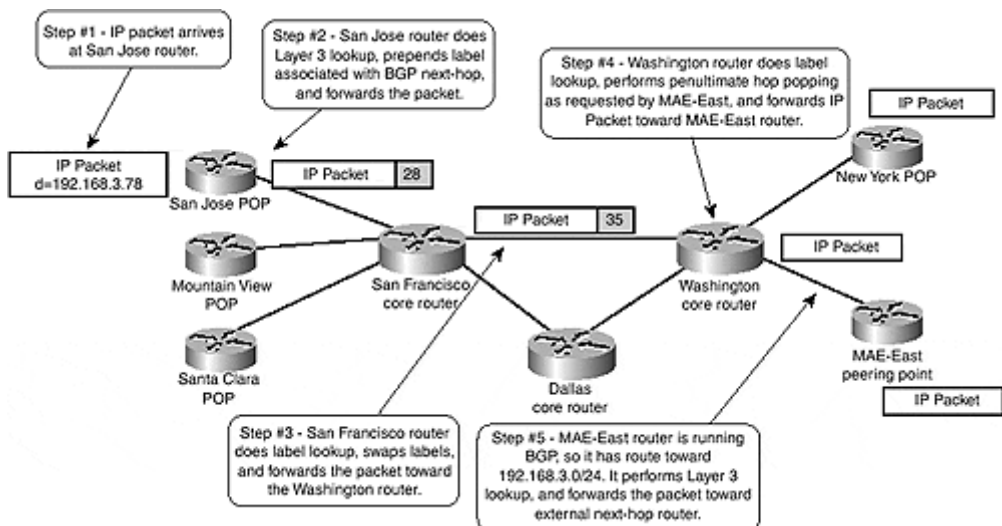 Step #1 - IP packet arrives
at San Jose router.
Step #2 - San Jose router does
Layer 3 lookup, prepends label
associated with BGP next-hop,
and forwards the packet.
Step #4 - Washington router does label
lookup, performs penultimate hop popping
as requested by MAE-East, and forwards IP
Packet toward MAE-East router.
IP Packet
IP Packet
d=192.168.3.78
San Jose POP
IP Packet
28
New York POP
IP Packet
35
IP Packet
Mountain View
POP
San Francisco
core router
Washington
core router
Santa Clara
POP
Dallas
core router
MAE-East
peering point
IP Packet
Step #3 - San Francisco router
does label lookup, swaps labels,
and forwards the packet toward
the Washington router.
Step #5 - MAE-East router is running
BGP, so it has route toward
192.168.3.0/24. It performs Layer 3
lookup, and forwards the packet toward
external next-hop router.